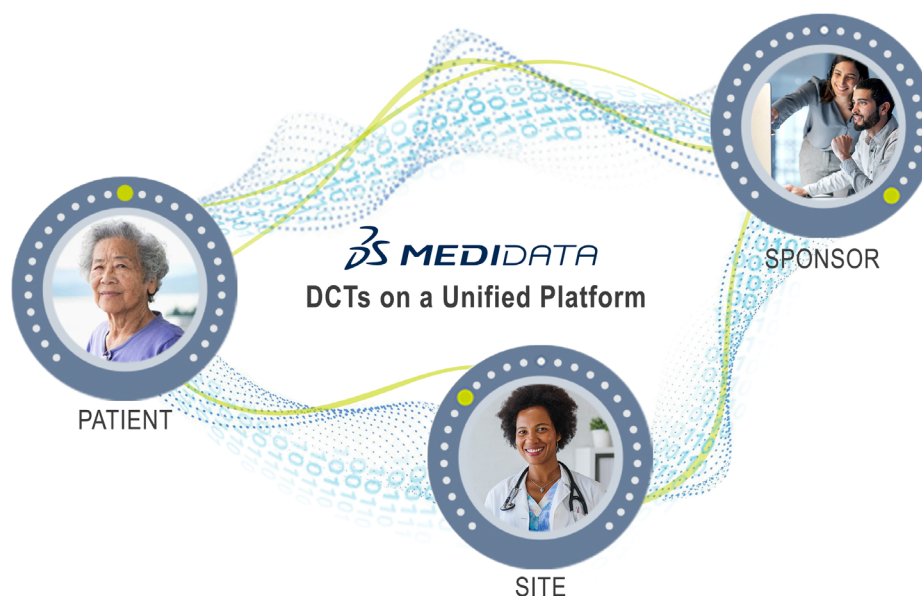 MEDIDATA
DCTs on a Unified Platform
SPONSOR
PATIENT
SITE